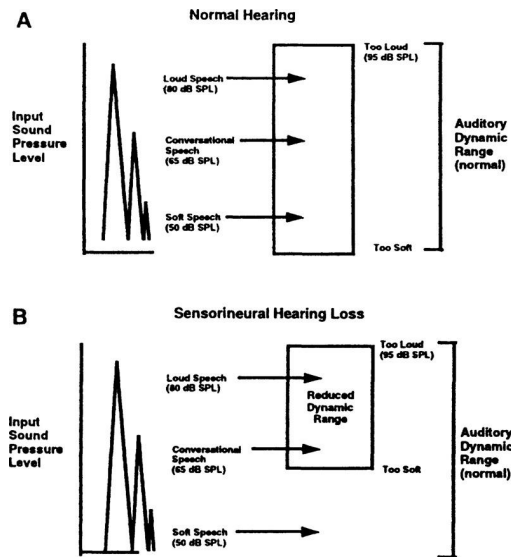 A
Normal Hearing
Too Loud
(95 dB SPL)
Loud Speech
(80 dB SPL)
Input
Sound
Pressure
Level
Conversational
Speech
(65 dB SPL)
Auditory
Dynamic
Range
(normal)
Soft Speech
(50 dB SPL)
Too Soft
B
Sensorineural Hearing Loss
Too Loud
(95 dB SPL)
Loud Speech
(80 dB SPL)
Reduced
Dynamic
Range
Input
Sound
Pressure
Level
Conversational
Speech
(65 dB SPL)
Too Soft
Auditory
Dynamic
Range
(normal)
Soft Speech
(50 dB SPL)